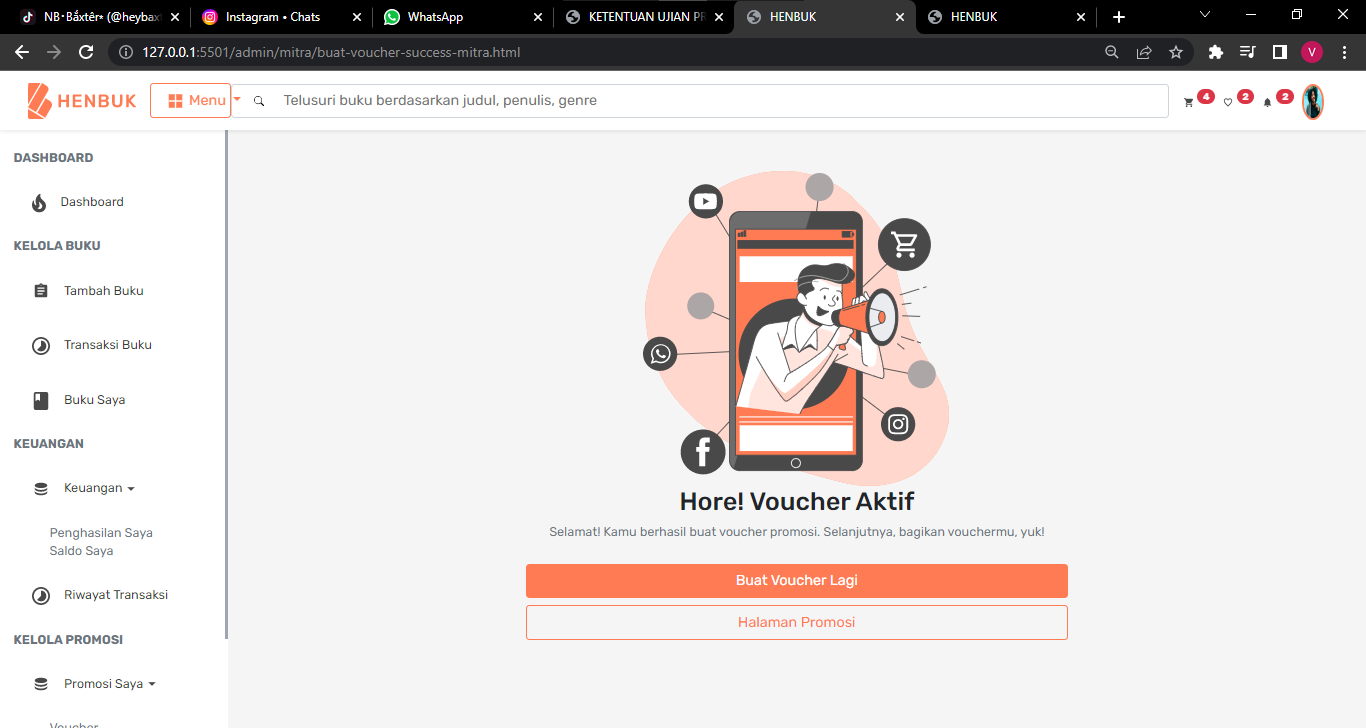 NB･Bẵxtêr⋆ (@heybaxt
Instagram • Chats
WhatsApp
KETENTUAN UJIAN PR
HENBUK
HENBUK
127.0.0.1:5501/admin/mitra/buat-voucher-success-mitra.html
V
HENBUK
Menu
Telusuri buku berdasarkan judul, penulis, genre
4
2
2
DASHBOARD
Dashboard
KELOLA BUKU
Tambah Buku
Transaksi Buku
Buku Saya
KEUANGAN
Keuangan
Penghasilan Saya
Saldo Saya
Riwayat Transaksi
KELOLA PROMOSI
Promosi Saya
Voucher
Hore! Voucher Aktif
Selamat! Kamu berhasil buat voucher promosi. Selanjutnya, bagikan vouchermu, yuk!
Buat Voucher Lagi
Halaman Promosi